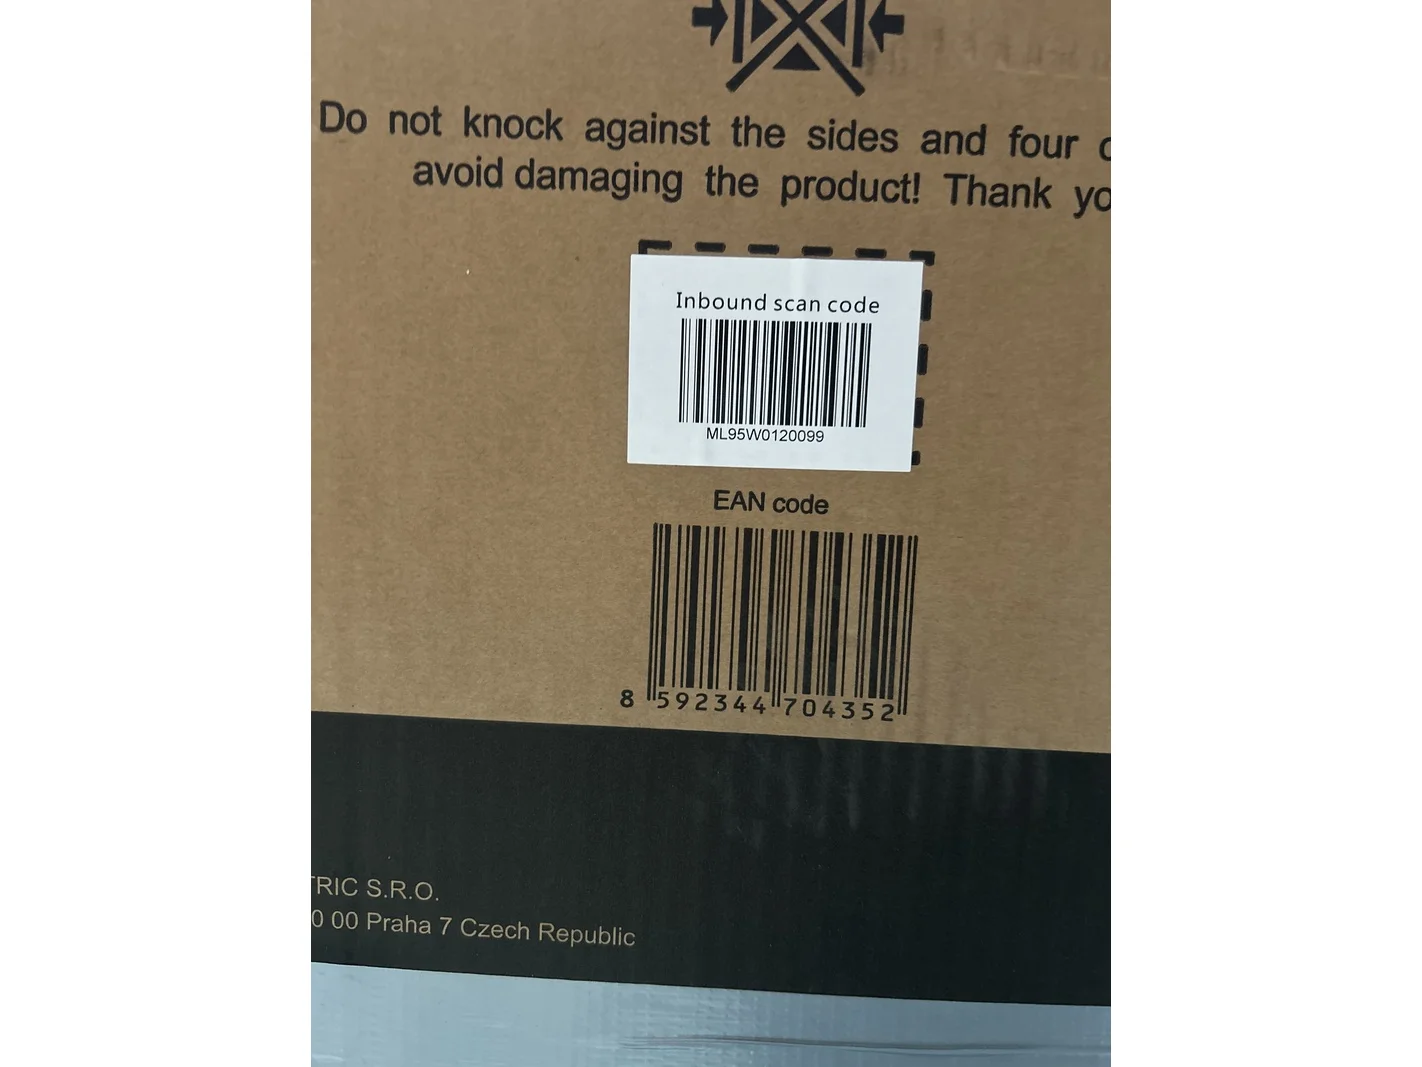 Do not knock against the sides and four
avoid damaging the product! Thank yo
Inbound scan code
ML95W0120099
EAN code
8 592344 704352
TRIC S.R.O.
0 00 Praha 7 Czech Republic